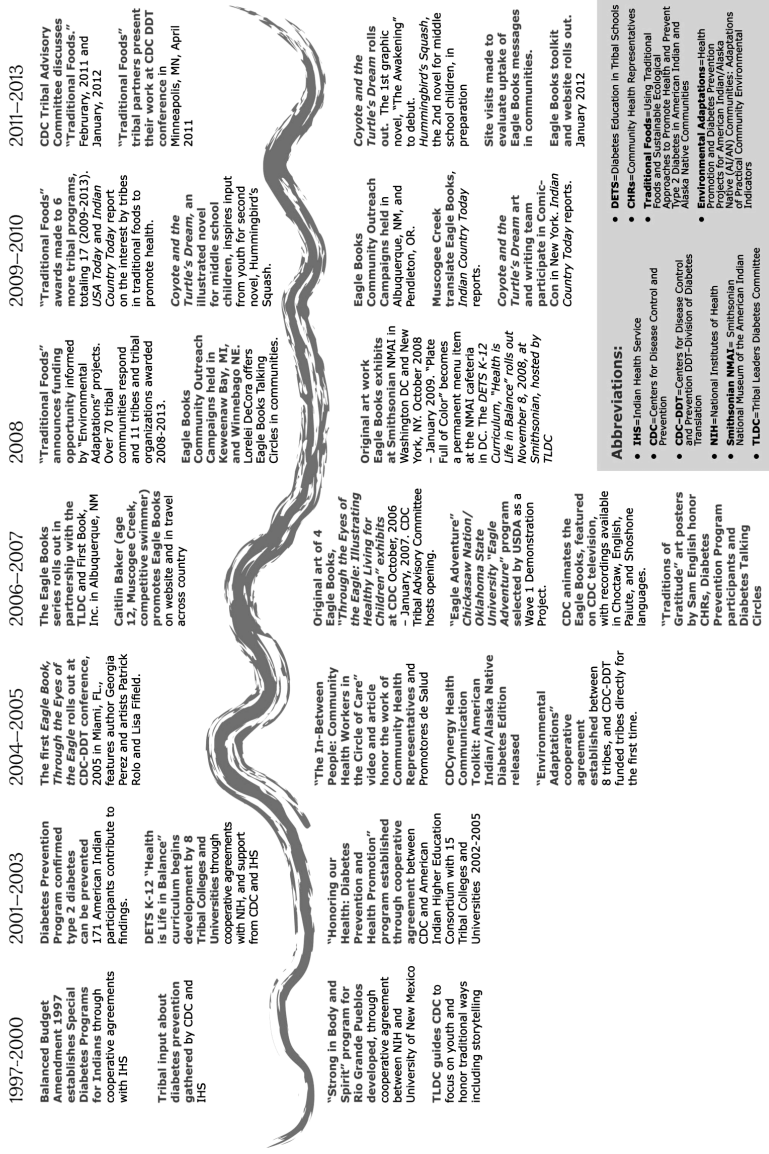 1997–2000
Balanced Budget
Amendment 1997
establishes Special
Diabetes Programs
for Indians through
cooperative agreements
with IHS
Tribal input about
diabetes prevention
gathered by CDC and
IHS
"Strong in Body and
Spirit" program for
Rio Grande Pueblos
developed, through
cooperative agreement
between NIH and
University of New Mexico
TLDC guides CDC to
focus on youth and
honor traditional ways
including storytelling
2001–2003
Diabetes Prevention
Program confirmed
type 2 diabetes
can be prevented
171 American Indian
participants contribute to
findings.
DETS K-12 "Health
is Life in Balance"
curriculum begins
development by 8
Tribal Colleges and
Universities through
cooperative agreements
with NIH, and support
from CDC and IHS
"Honoring our
Health: Diabetes
Prevention and
Health Promotion"
program established
through cooperative
agreement between
CDC and American
Indian Higher Education
Consortium with 15
Tribal Colleges and
Universities 2002-2005
2004–2005
The first Eagle Book,
Through the Eyes of
the Eagle rolls out at
CDC-DDT conference,
2005 in Miami, FL,
features author Georgia
Perez and artists Patrick
Rolo and Lisa Fifield.
"The In-Between
People: Community
Health Workers in
the Circle of Care"
video and article
honor the work of
Community Health
Representatives and
Promotores de Salud
CDCynergy Health
Communication
Toolkit: American
Indian/Alaska Native
Diabetes Edition
released
"Environmental
Adaptations"
cooperative
agreement
established between
8 tribes, and CDC-DDT
funded tribes directly for
the first time.
2006–2007
The Eagle Books
series rolls out in
partnership with the
TLDC and First Book,
Inc. in Albuquerque, NM
Caitlin Baker (age
12, Muscogee Creek,
competitive swimmer)
promotes Eagle Books
on website and in travel
across country
Original art of 4
Eagle Books,
"Through the Eyes of
the Eagle: Illustrating
Healthy Living for
Children" exhibits
at CDC October, 2006
– January, 2007. CDC
Tribal Advisory Committee
hosts opening.
"Eagle Adventure"
Chickasaw Nation/
Oklahoma State
University "Eagle
Adventure" program
selected by USDA as a
Wave 1 Demonstration
Project.
CDC animates the
Eagle Books, featured
on CDC television,
with recordings available
in Choctaw, English,
Paiute, and Shoshone
languages.
"Traditions of
Gratitude" art posters
by Sam English honor
CHRs, Diabetes
Prevention Program
participants and
Diabetes Talking
Circles
2008
"Traditional Foods"
announces funding
opportunity informed
by "Environmental
Adaptations" projects.
Over 70 tribal
communities respond
and 11 tribes and tribal
organizations awarded
2008-2013.
Eagle Books
Community Outreach
Campaigns held in
Keweenaw Bay, MI,
and Winnebago NE.
Lorelei DeCora offers
Eagle Books Talking
Circles in communities.
Original art work
Eagle Books exhibits
at Smithsonian NMAI in
Washington DC and New
York, NY. October 2008
– January 2009. "Plate
Full of Color" becomes
a permanent menu item
at the NMAI cafeteria
in DC. The DETS K-12
Curriculum, "Health is
Life in Balance" rolls out
November 8, 2008, at
Smithsonian, hosted by
TLDC
2009–2010
"Traditional Foods"
awards made to 6
more tribal programs,
totaling 17 (2009-2013).
USA Today and Indian
Country Today report
on the interest by tribes
in traditional foods to
promote health.
Coyote and the
Turtle's Dream, an
illustrated novel
for middle school
children, inspires input
from youth for second
novel, Hummingbird's
Squash.
Eagle Books
Community Outreach
Campaigns held in
Albuquerque, NM, and
Pendleton, OR.
Muscogee Creek
translate Eagle Books,
Indian Country Today
reports.
Coyote and the
Turtle's Dream art
and writing team
participate in Comic-
Con in New York. Indian
Country Today reports.
2011–2013
CDC Tribal Advisory
Committee discusses
"Traditional Foods."
Februrary, 2011 and
January, 2012
"Traditional Foods"
tribal partners present
their work at CDC DDT
conference in
Minneapolis, MN, April
2011
Coyote and the
Turtle's Dream rolls
out. The 1st graphic
novel, "The Awakening"
to debut.
Hummingbird's Squash,
the 2nd novel for middle
school children, in
preparation
Site visits made to
evaluate uptake of
Eagle Books messages
in communities.
Eagle Books toolkit
and website rolls out.
January 2012
Abbreviations:
• IHS=Indian Health Service
• CDC=Centers for Disease Control and
Prevention
• CDC-DDT=Centers for Disease Control
and Prevention DDT–Division of Diabetes
Translation
• NIH=National Institutes of Health
• Smithsonian NMAI= Smithsonian
National Museum of the American Indian
• TLDC=Tribal Leaders Diabetes Committee
• DETS=Diabetes Education in Tribal Schools
• CHRs=Community Health Representatives
• Traditional Foods=Using Traditional
Foods and Sustainable Ecological
Approaches to Promote Health and Prevent
Type 2 Diabetes in American Indian and
Alaska Native Communities
• Environmental Adaptations=Health
Promotion and Diabetes Prevention
Projects for American Indian/Alaska
Native (AI/AN) Communities: Adaptations
of Practical Community Environmental
Indicators